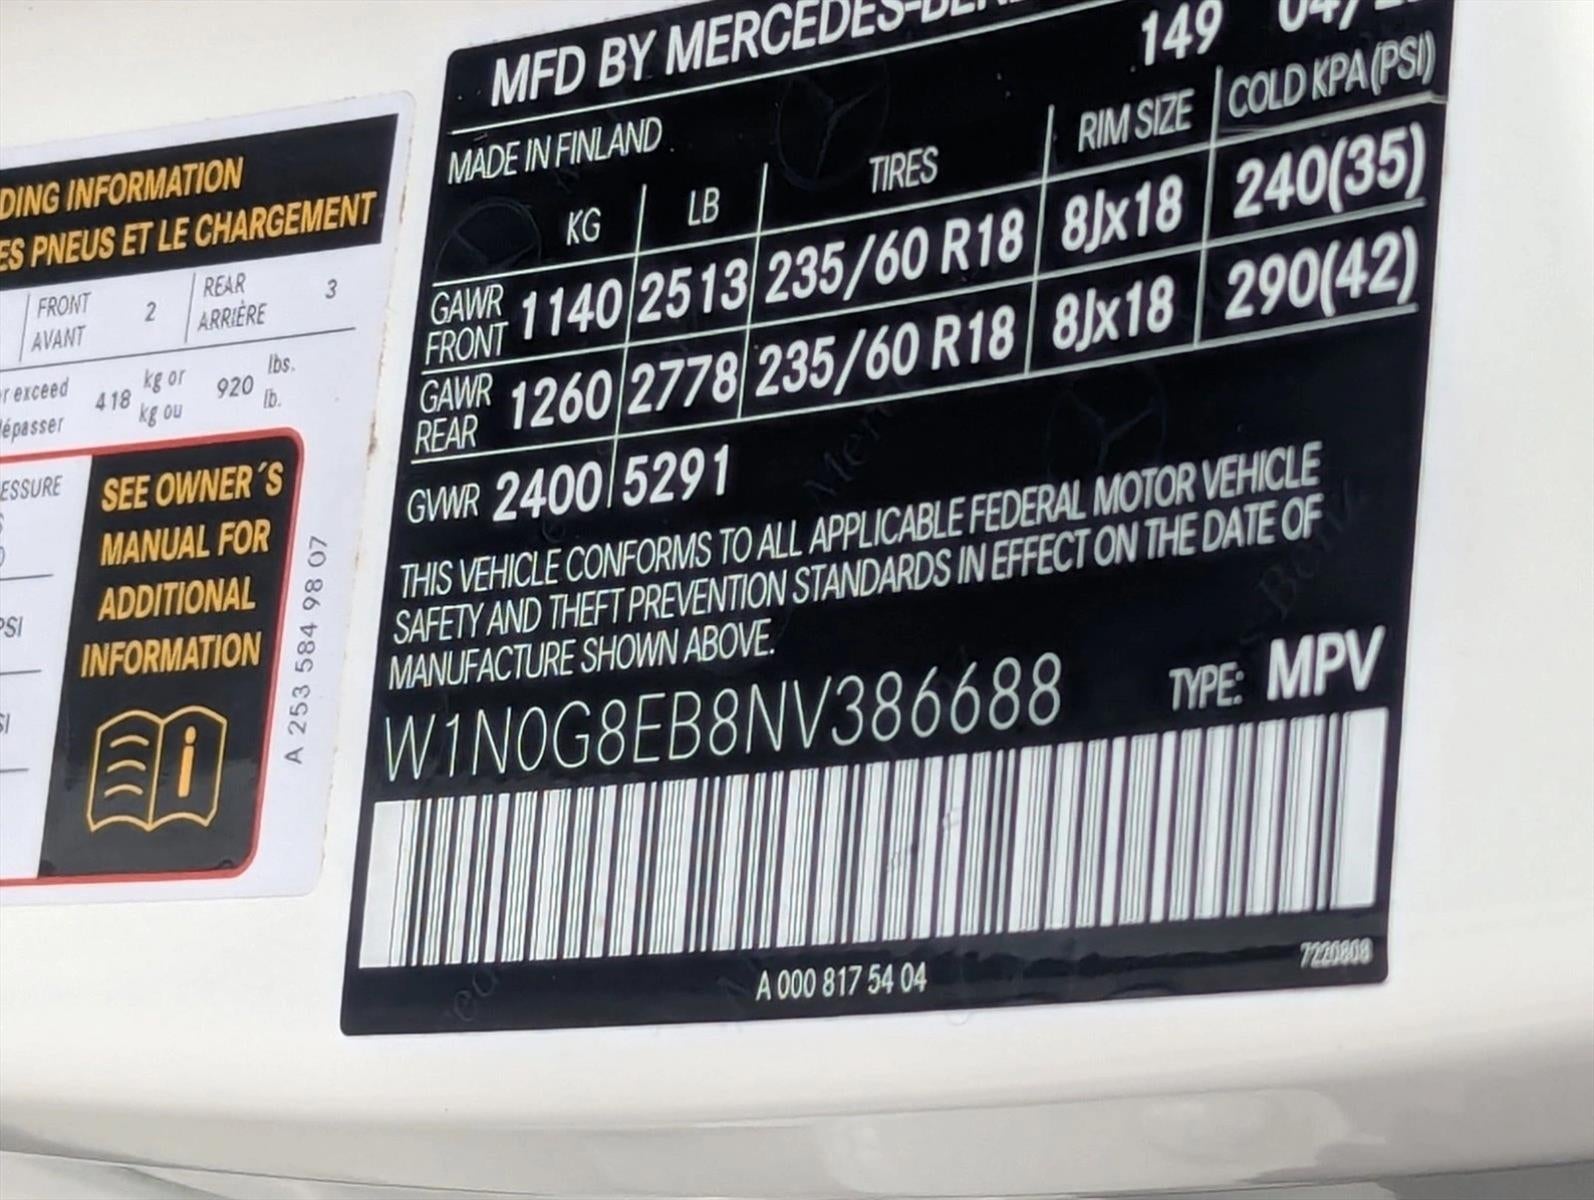 DING INFORMATION
ES PNEUS ET LE CHARGEMENT
FRONT
AVANT
2
REAR
ARRIÈRE
3
r exceed
épasser
418
kg or
kg ou
920
lbs.
lb.
ESSURE
PSI
SI
SEE OWNER´S
MANUAL FOR
ADDITIONAL
INFORMATION
A 253 584 98 07
MFD BY MERCEDES-BEN
149 04/2
MADE IN FINLAND
KG LB TIRES RIM SIZE COLD KPA(PSI)
GAWR
FRONT
1140 2513 235/60 R18 8Jx18 240(35)
GAWR
REAR
1260 2778 235/60 R18 8Jx18 290(42)
GVWR 2400 5291
THIS VEHICLE CONFORMS TO ALL APPLICABLE FEDERAL MOTOR VEHICLE
SAFETY AND THEFT PREVENTION STANDARDS IN EFFECT ON THE DATE OF
MANUFACTURE SHOWN ABOVE.
W1N0G8EB8NV386688 TYPE: MPV
A 000 817 54 04
7220808